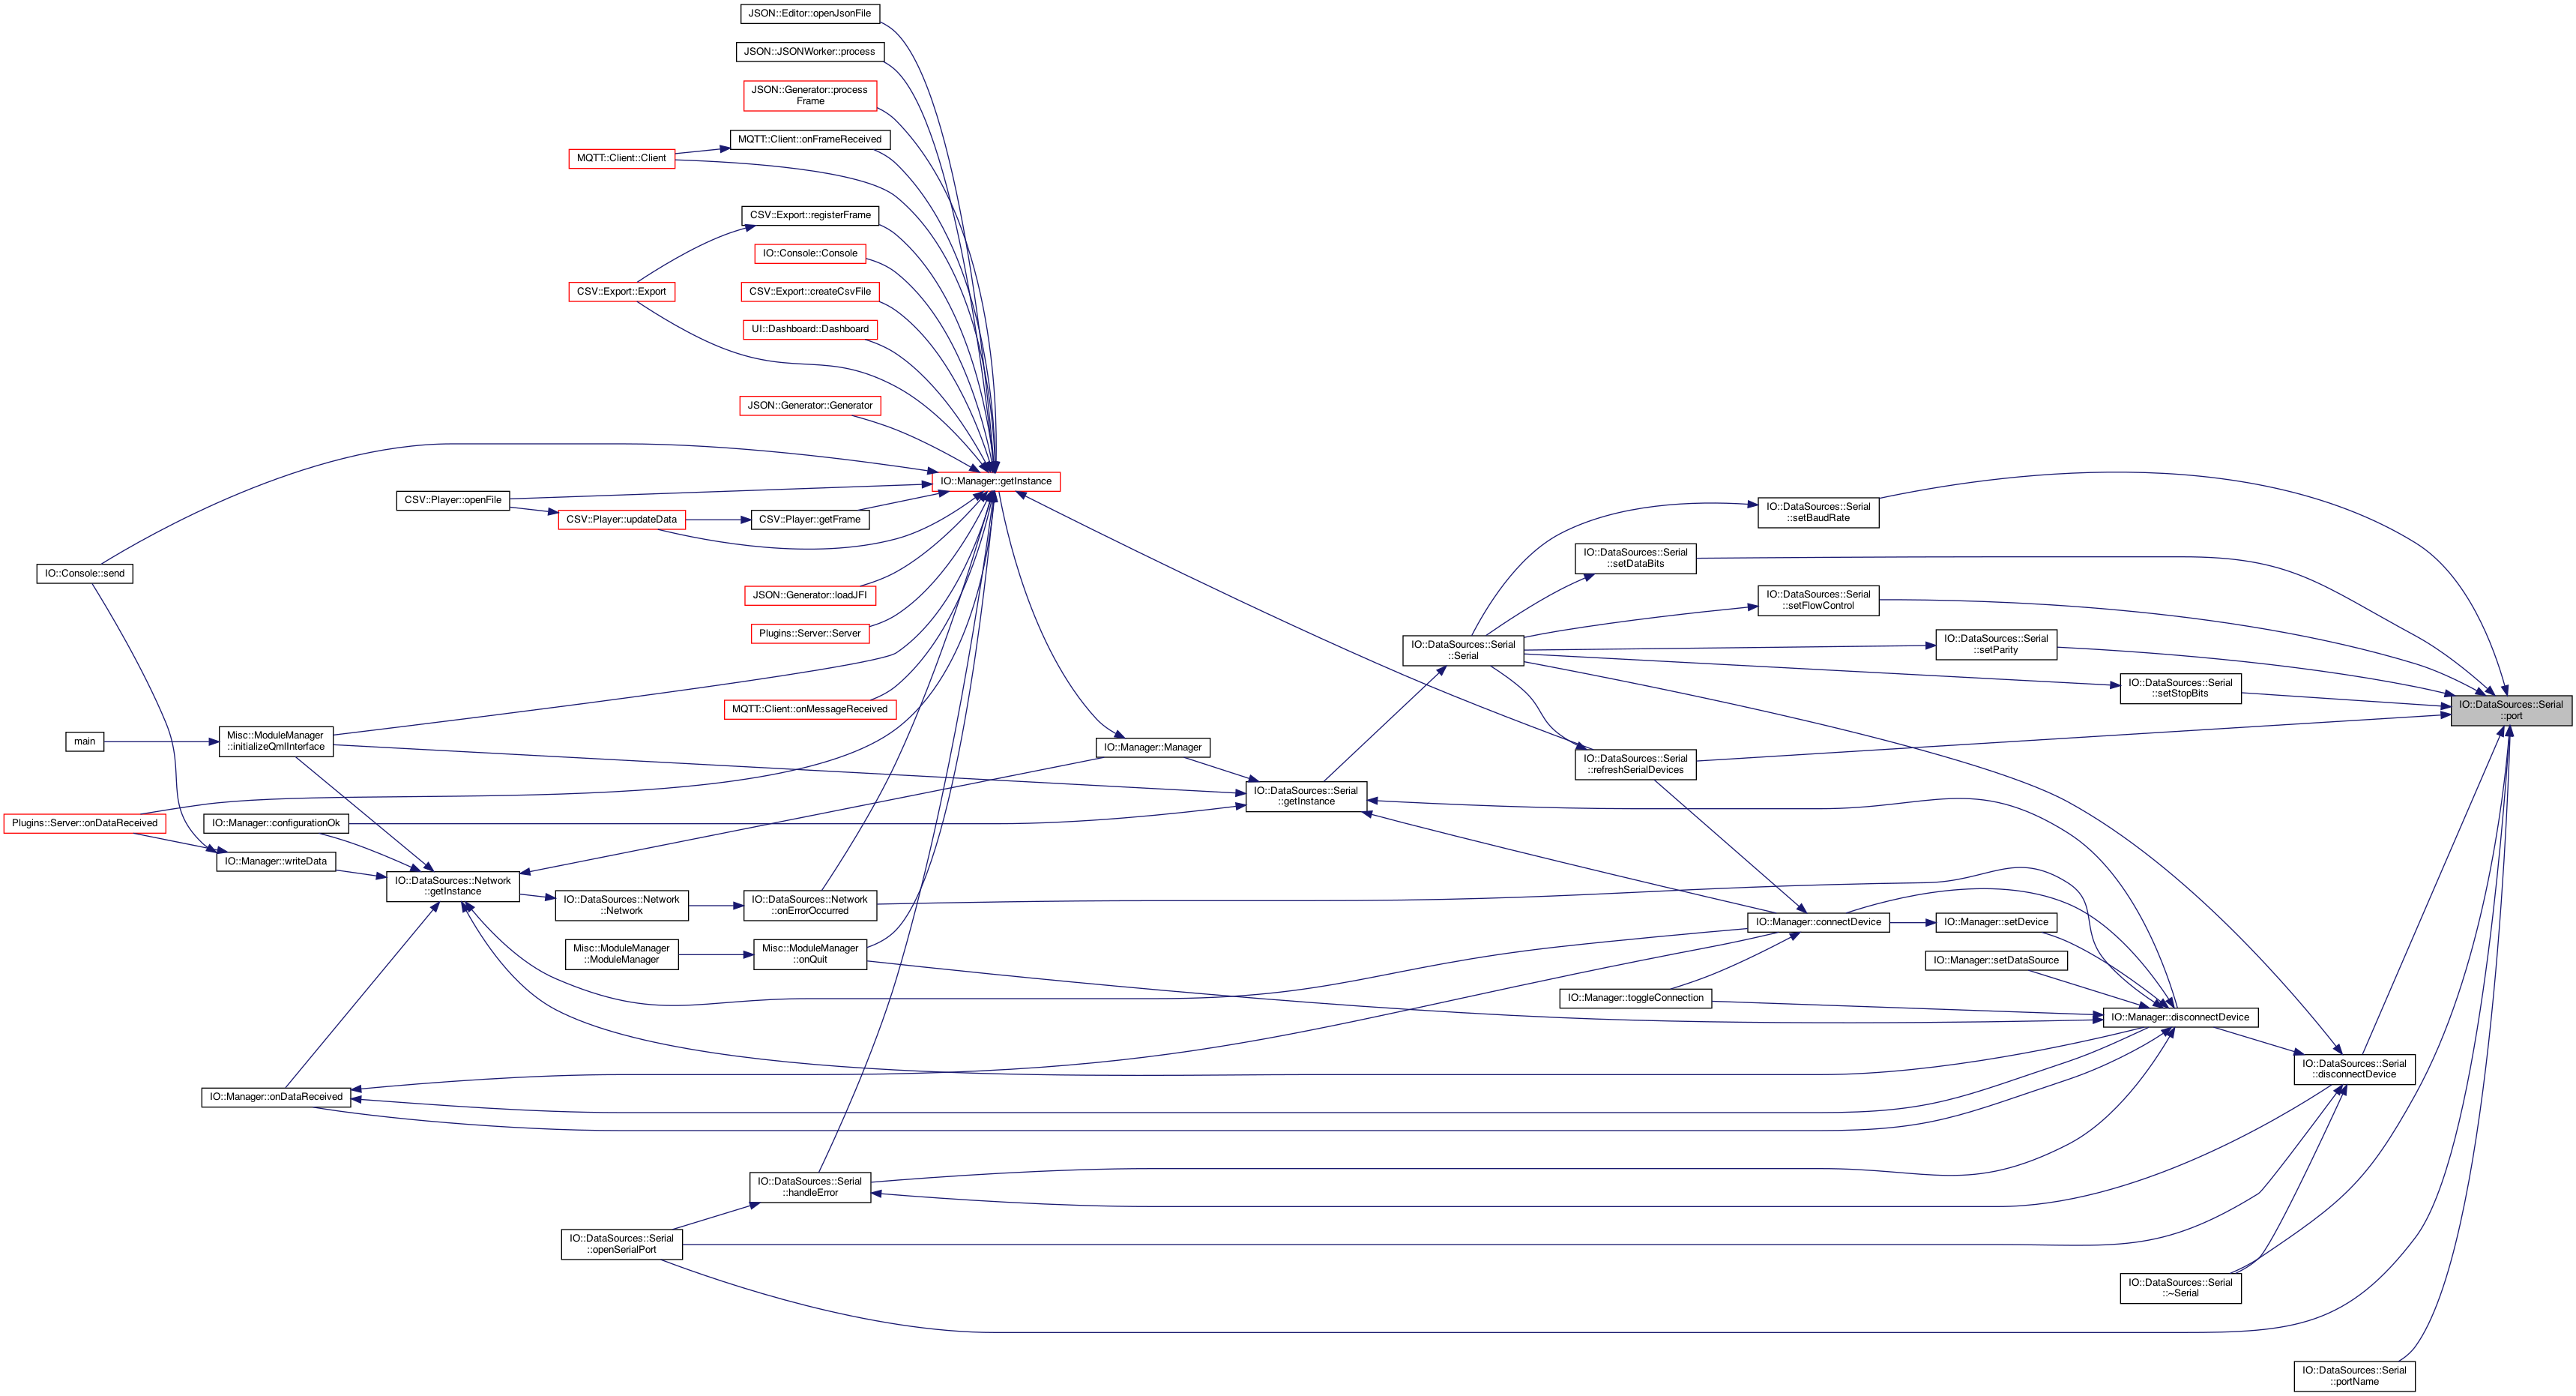 JSON::Editor::openJsonFile
JSON::JSONWorker::process
JSON::Generator::process
Frame
MQTT::Client::onFrameReceived
MQTT::Client::Client
CSV::Export::registerFrame
IO::Console::Console
CSV::Export::Export
CSV::Export::createCsvFile
UI::Dashboard::Dashboard
JSON::Generator::Generator
IO::Manager::getInstance
CSV::Player::openFile
CSV::Player::updateData
CSV::Player::getFrame
IO::DataSources::Serial
::setBaudRate
IO::DataSources::Serial
::setDataBits
IO::Console::send
JSON::Generator::loadJFI
IO::DataSources::Serial
::setFlowControl
Plugins::Server::Server
IO::DataSources::Serial
::Serial
IO::DataSources::Serial
::setParity
IO::DataSources::Serial
::setStopBits
MQTT::Client::onMessageReceived
IO::DataSources::Serial
::port
main
Misc::ModuleManager
::initializeQmlInterface
IO::Manager::Manager
IO::DataSources::Serial
::refreshSerialDevices
IO::DataSources::Serial
::getInstance
Plugins::Server::onDataReceived
IO::Manager::configurationOk
IO::Manager::writeData
IO::DataSources::Network
::getInstance
IO::DataSources::Network
::Network
IO::DataSources::Network
::onErrorOccurred
IO::Manager::connectDevice
IO::Manager::setDevice
Misc::ModuleManager
::ModuleManager
Misc::ModuleManager
::onQuit
IO::Manager::setDataSource
IO::Manager::toggleConnection
IO::Manager::disconnectDevice
IO::DataSources::Serial
::disconnectDevice
IO::Manager::onDataReceived
IO::DataSources::Serial
::handleError
IO::DataSources::Serial
::openSerialPort
IO::DataSources::Serial
::~Serial
IO::DataSources::Serial
::portName